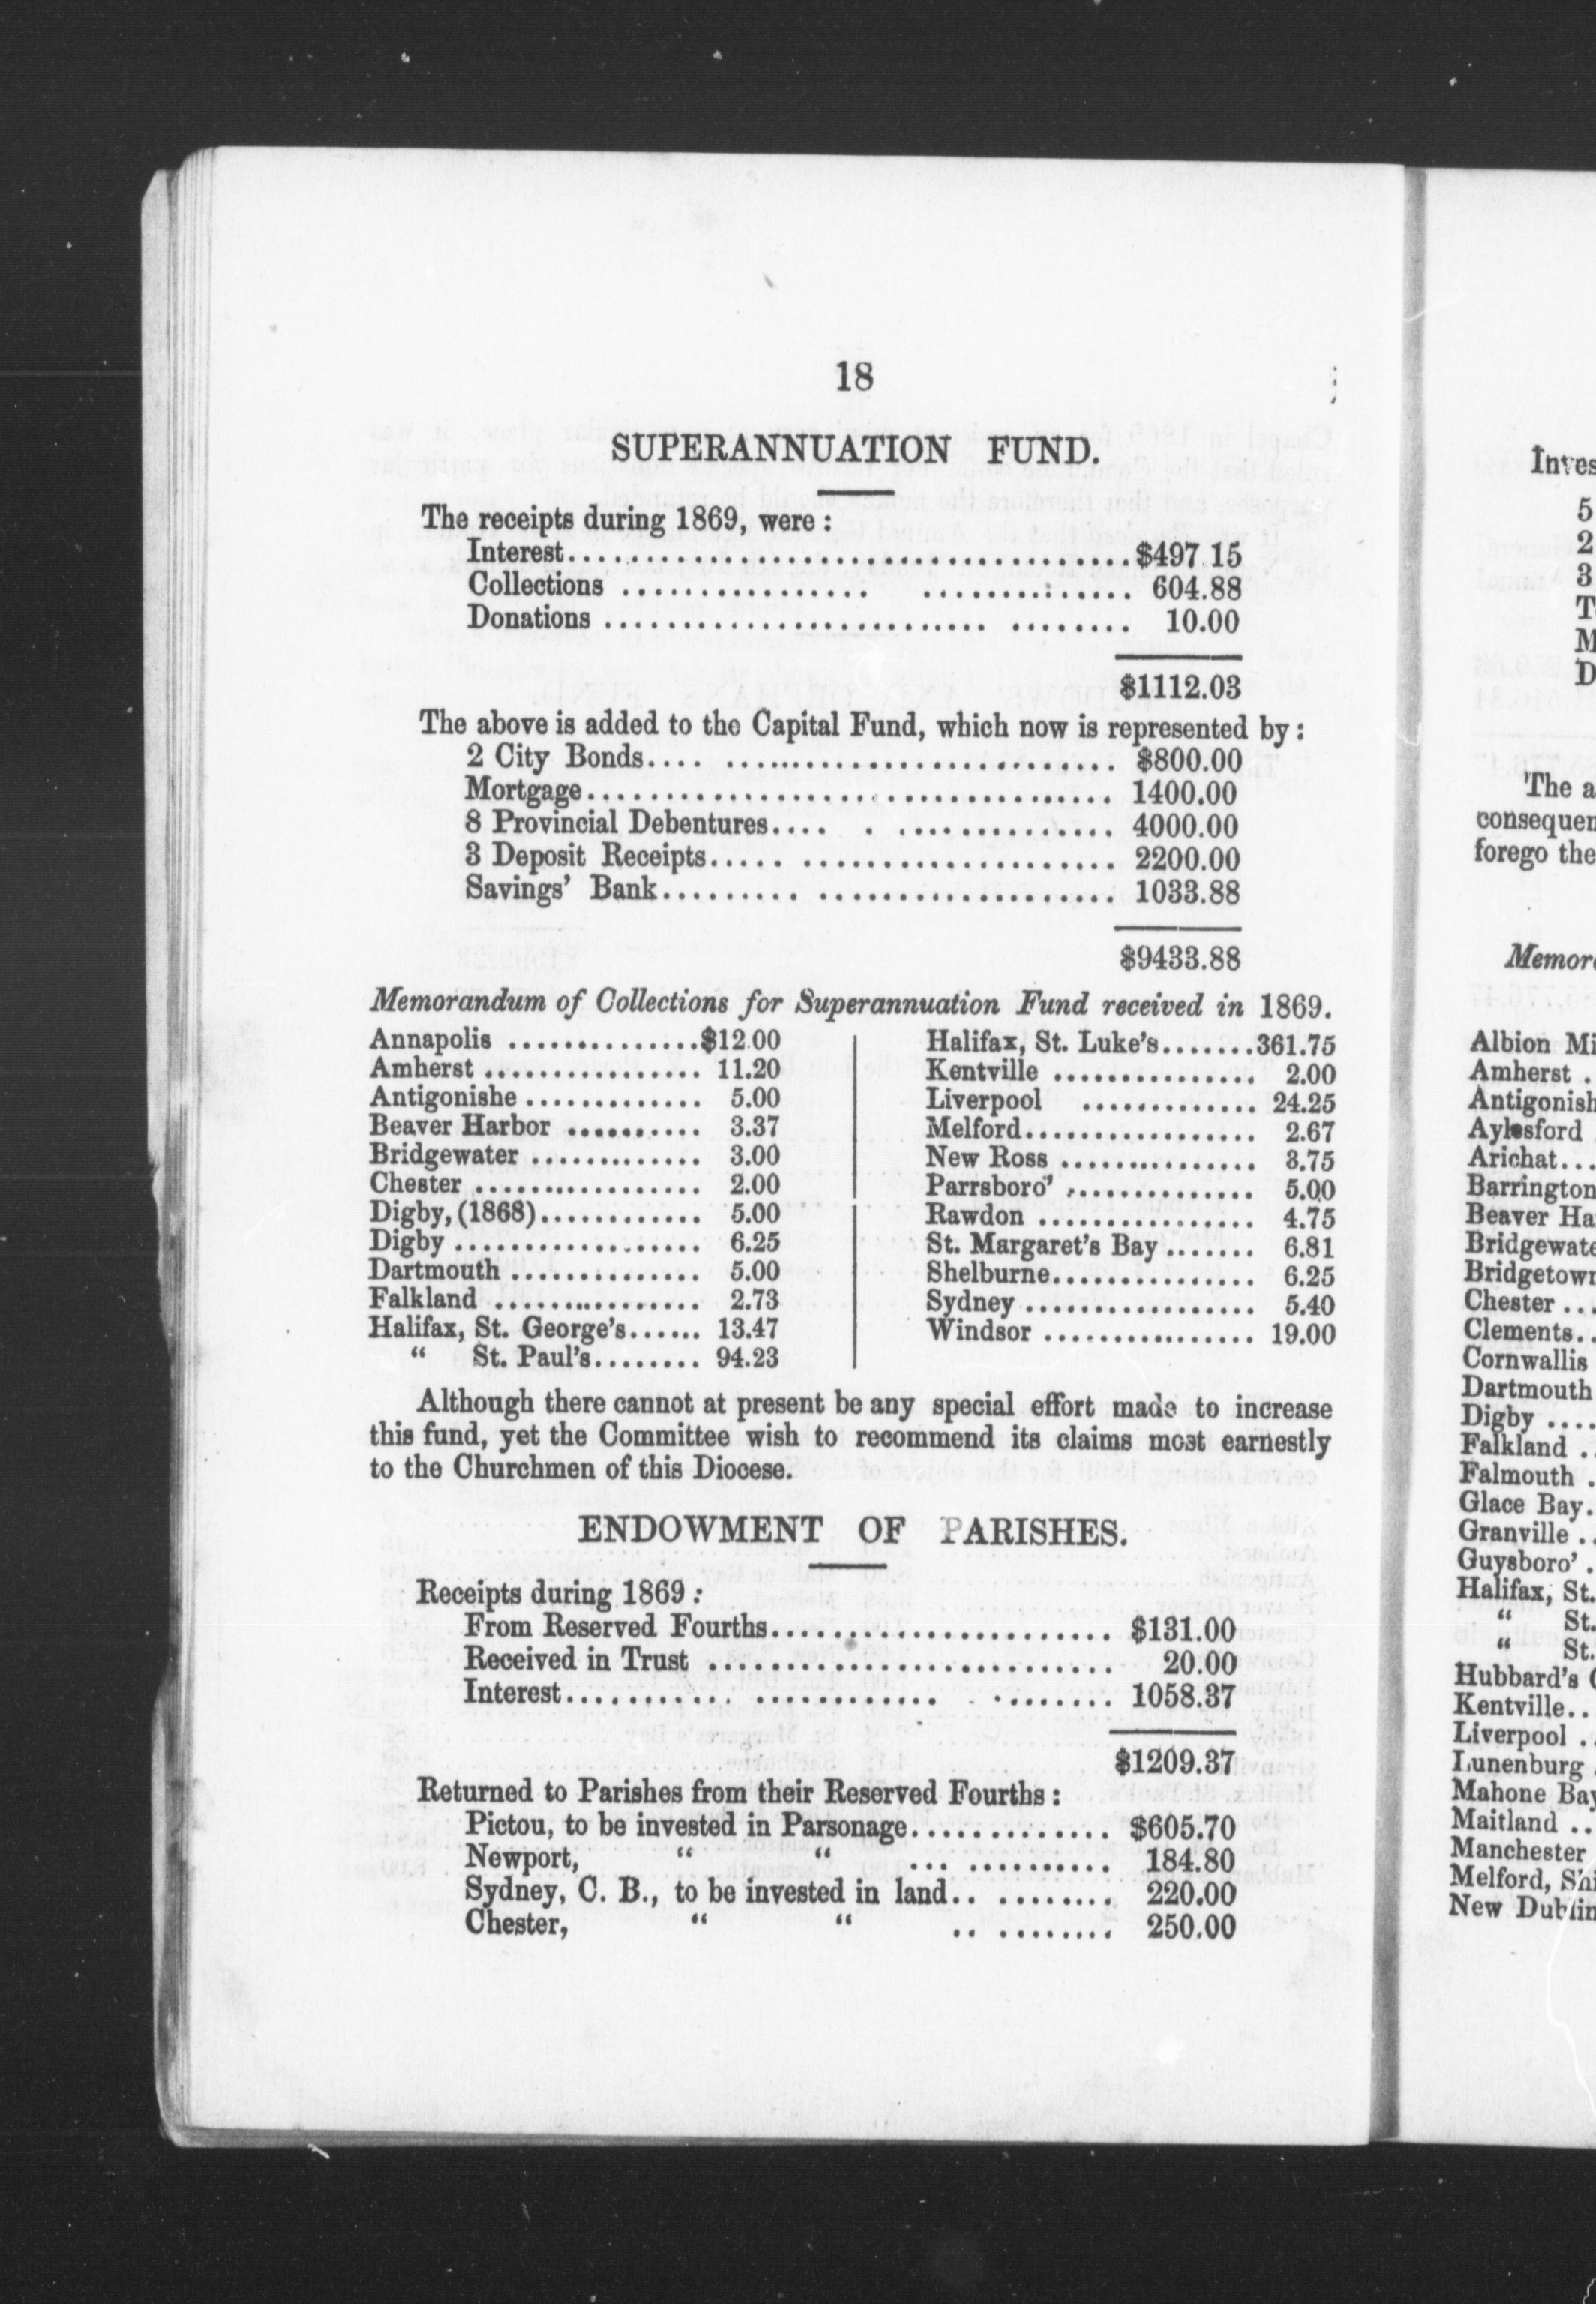 18
SUPERANNUATION FUND.
The receipts during 1869, were :
Interest.................................... $497.15
Collections ................ .............. 604.88
Donations ........................ ........ 10.00
$1112.03
The above is added to the Capital Fund, which now is represented by :
2 City Bonds.... ......................... $800.00
Mortgage.................................. 1400.00
8 Provincial Debentures.... . .............. 4000.00
3 Deposit Receipts..... .................... 2200.00
Savings' Bank......... ................... 1033.88
$9433.88
Memorandum of Collections for Superannuation Fund received in 1869.
Annapolis ..............$12.00
Amherst ................ 11.20
Antigonishe ............. 5.00
Beaver Harbor .......... 3.37
Bridgewater ............. 3.00
Chester ................. 2.00
Digby, (1868)............. 5.00
Digby ................... 6.25
Dartmouth .............. 5.00
Falkland ................ 2.73
Halifax, St. George's...... 13.47
“ St. Paul's........ 94.23
Halifax, St. Luke's.......361.75
Kentville ................ 2.00
Liverpool ............. 24.25
Melford.................. 2.67
New Ross ............... 3.75
Parrsboro' .............. 5.00
Rawdon ................. 4.75
St. Margaret's Bay ....... 6.81
Shelburne................ 6.25
Sydney .................. 5.40
Windsor ................ 19.00
Although there cannot at present be any special effort made to increase
this fund, yet the Committee wish to recommend its claims most earnestly
to the Churchmen of this Diocese.
ENDOWMENT OF PARISHES.
Receipts during 1869 :
From Reserved Fourths...................... $131.00
Received in Trust .......................... 20.00
Interest........... ............ ......... 1058.37
$1209.37
Returned to Parishes from their Reserved Fourths :
Pictou, to be invested in Parsonage............. $605.70
Newport, “ “ ... .......... 184.80
Sydney, C. B., to be invested in land.. ........ 220.00
Chester, “ “ .. ........ 250.00
5
2
3
The a
forego the
Albion
Amherst .
Aylesford
Arichat...
Barrington
Beaver
Chester ...
Clements..
Cornwallis
Dartmouth
Digby ....
Falkland ..
Falmouth .
Glace Bay.
Granville ..
Guysboro' .
Halifax, St.
“ St.
“ St.
Hubbard's
Kentville..
Liverpool ..
Lunenburg
Mahone
Maitland ..
Manchester
Melford,
New